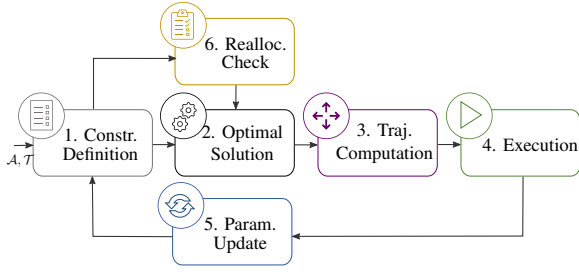 6. Realloc.
Check
1. Constr.
Definition
2. Optimal
Solution
3. Traj.
Computation
4. Execution
𝒜, 𝒯
5. Param.
Update